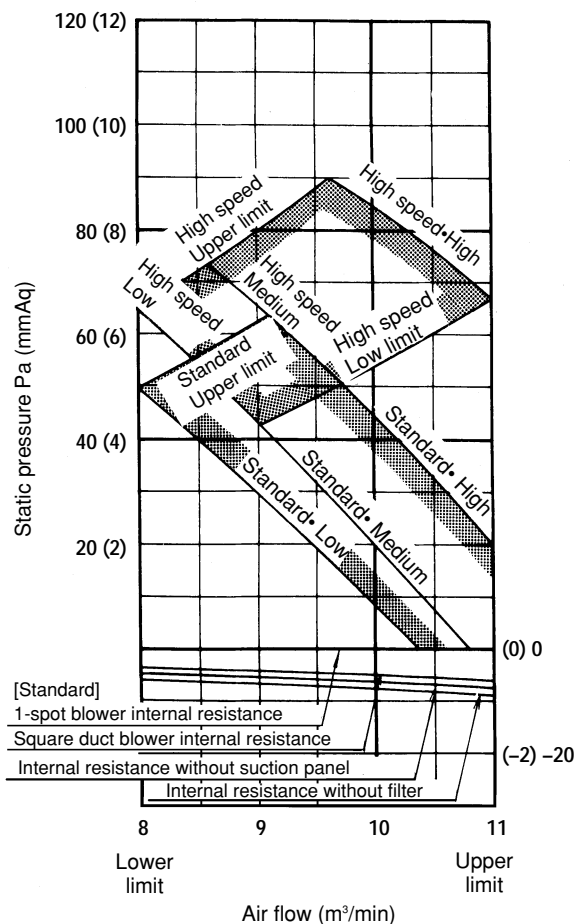 120 (12)
100 (10)
80 (8)
60 (6)
40 (4)
20 (2)
Static pressure Pa (mmAq)
High speed
Upper limit
High speed•High
High speed
Low
High speed
Medium
High speed
Low limit
Standard
Upper limit
Standard• High
Standard• Medium
Standard• Low
(0) 0
(−2) −20
[Standard]
1-spot blower internal resistance
Square duct blower internal resistance
Internal resistance without suction panel
Internal resistance without filter
8 9 10 11
Lower
limit
Upper
limit
Air flow (m³/min)